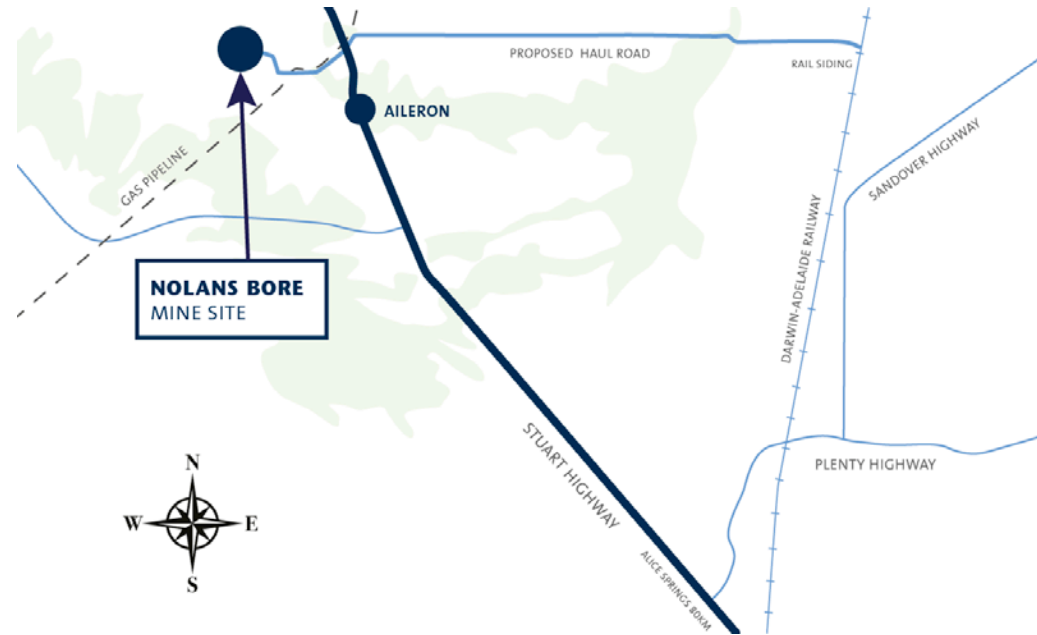 PROPOSED HAUL ROAD
RAIL SIDING
AILERON
GAS PIPELINE
SANDOVER HIGHWAY
NOLANS BORE
MINE SITE
DARWIN-ADELAIDE RAILWAY
STUART HIGHWAY
PLENTY HIGHWAY
N
W
E
S
ALICE SPRINGS 80KM